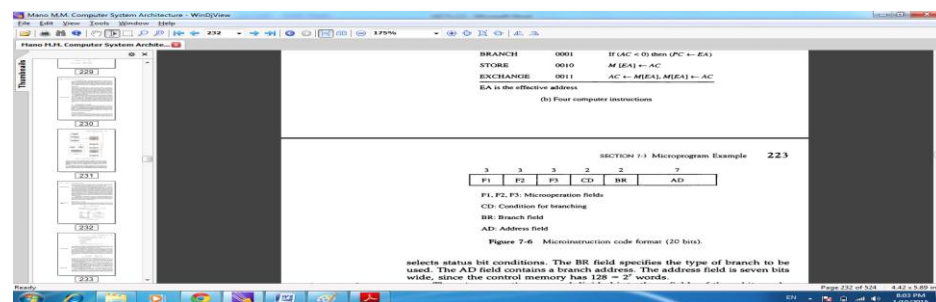 Mano M.M. Computer System Architecture - WinDjView
File Edit View Tools Window Help
232
175%
Mano M.M. Computer System Archite...
Thumbnails
229
230
231
232
233
BRANCH 0001 If (AC < 0) then (PC ← EA)
STORE 0010 M [EA] ← AC
EXCHANGE 0011 AC ← M[EA], M[EA] ← AC
EA is the effective address
(b) Four computer instructions
SECTION 7-3 Microprogram Example 223
3 3 3 2 2 7
F1 F2 F3 CD BR AD
F1, F2, F3: Microoperation fields
CD: Condition for branching
BR: Branch field
AD: Address field
Figure 7-6 Microinstruction code format (20 bits).
selects status bit conditions. The BR field specifies the type of branch to be
used. The AD field contains a branch address. The address field is seven bits
wide, since the control memory has 128 = 2⁷ words.
Ready
Page 232 of 524 4.42 x 5.89 in
EN
8:03 PM